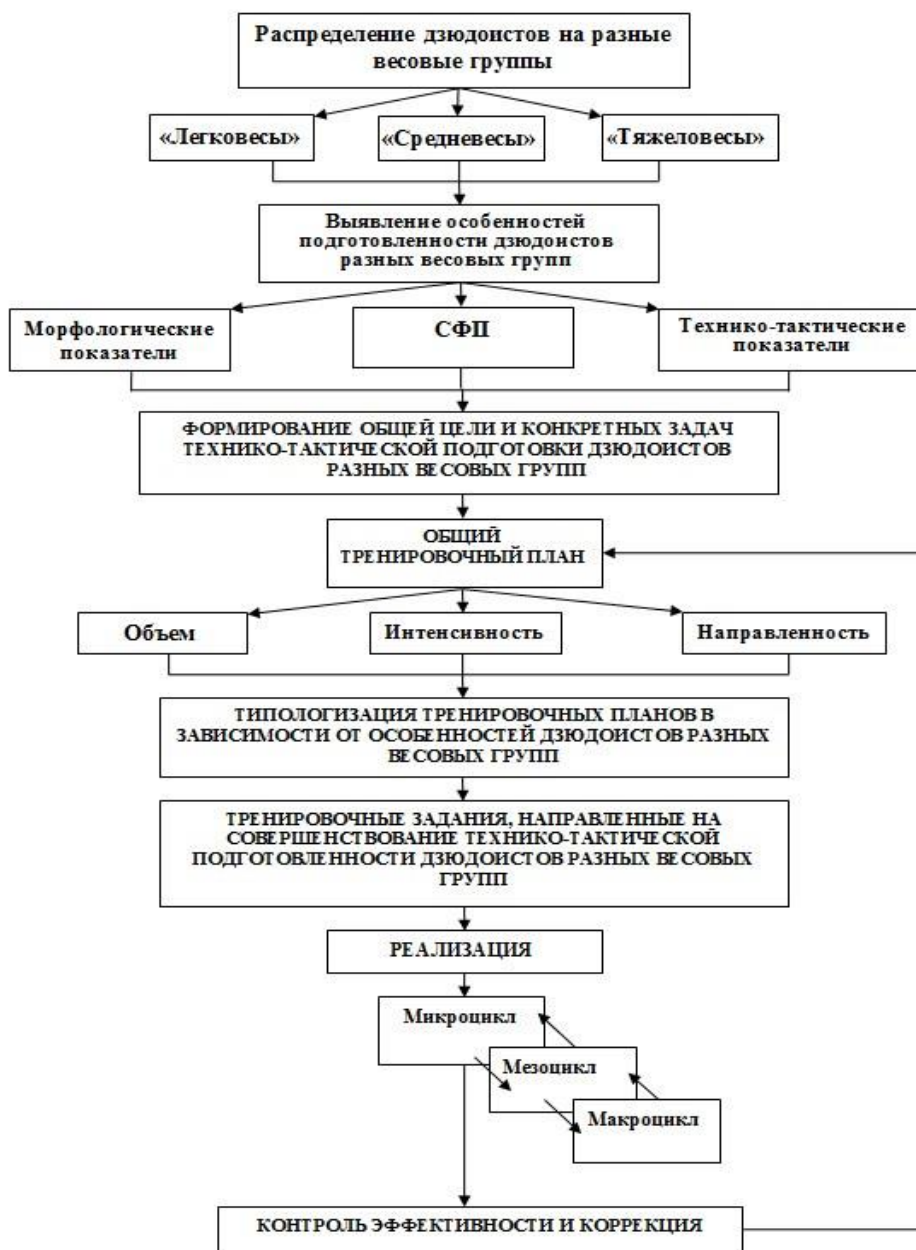 Распределение дзюдоистов на разные
весовые группы
«Легковесы»
«Средневесы»
«Тяжеловесы»
Выявление особенностей
подготовленности дзюдоистов
разных весовых групп
Морфологические
показатели
СФП
Технико-тактические
показатели
ФОРМИРОВАНИЕ ОБЩЕЙ ЦЕЛИ И КОНКРЕТНЫХ ЗАДАЧ
ТЕХНИКО-ТАКТИЧЕСКОЙ ПОДГОТОВКИ ДЗЮДОИСТОВ
РАЗНЫХ ВЕСОВЫХ ГРУПП
ОБЩИЙ
ТРЕНИРОВОЧНЫЙ ПЛАН
Объем
Интенсивность
Направленность
ТИПОЛОГИЗАЦИЯ ТРЕНИРОВОЧНЫХ ПЛАНОВ В
ЗАВИСИМОСТИ ОТ ОСОБЕННОСТЕЙ ДЗЮДОИСТОВ РАЗНЫХ
ВЕСОВЫХ ГРУПП
ТРЕНИРОВОЧНЫЕ ЗАДАНИЯ, НАПРАВЛЕННЫЕ НА
СОВЕРШЕНСТВОВАНИЕ ТЕХНИКО-ТАКТИЧЕСКОЙ
ПОДГОТОВЛЕННОСТИ ДЗЮДОИСТОВ РАЗНЫХ ВЕСОВЫХ
ГРУПП
РЕАЛИЗАЦИЯ
Микроцикл
Мезоцикл
Макроцикл
КОНТРОЛЬ ЭФФЕКТИВНОСТИ И КОРРЕКЦИЯ